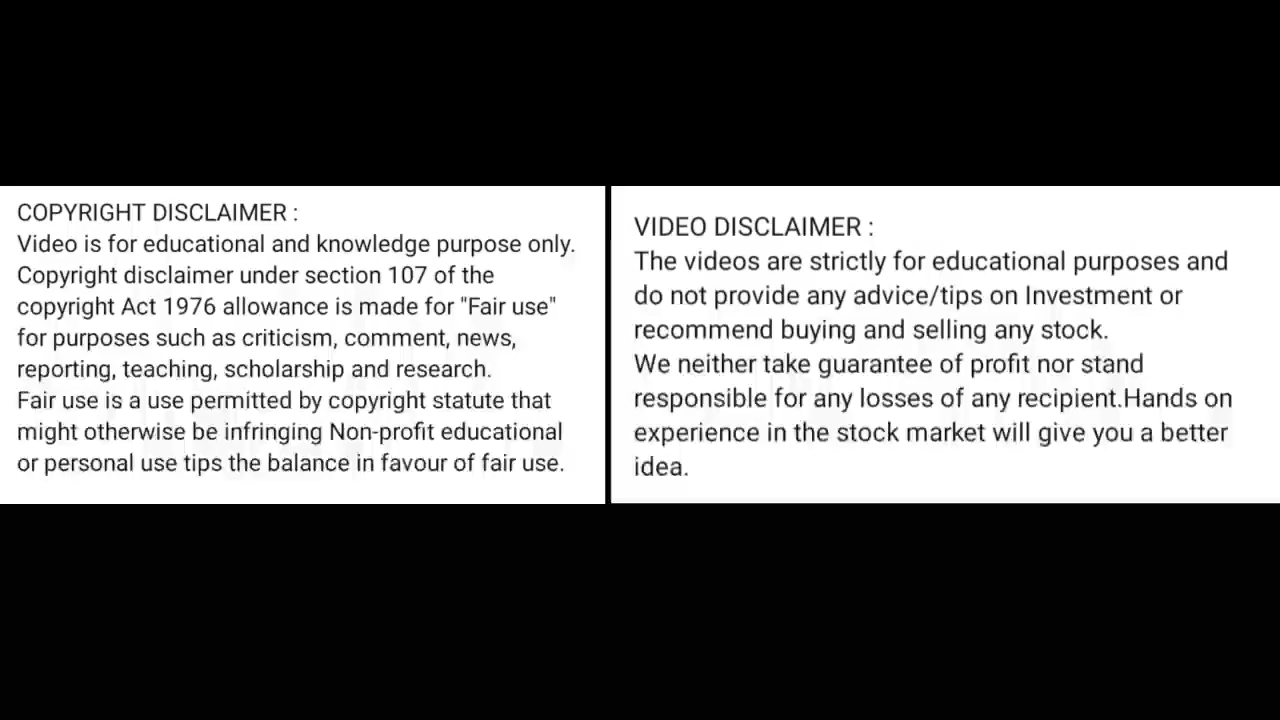 COPYRIGHT DISCLAIMER :
Video is for educational and knowledge purpose only.
Copyright disclaimer under section 107 of the
copyright Act 1976 allowance is made for "Fair use"
for purposes such as criticism, comment, news,
reporting, teaching, scholarship and research.
Fair use is a use permitted by copyright statute that
might otherwise be infringing Non-profit educational
or personal use tips the balance in favour of fair use.
VIDEO DISCLAIMER :
The videos are strictly for educational purposes and
do not provide any advice/tips on Investment or
recommend buying and selling any stock.
We neither take guarantee of profit nor stand
responsible for any losses of any recipient.Hands on
experience in the stock market will give you a better
idea.